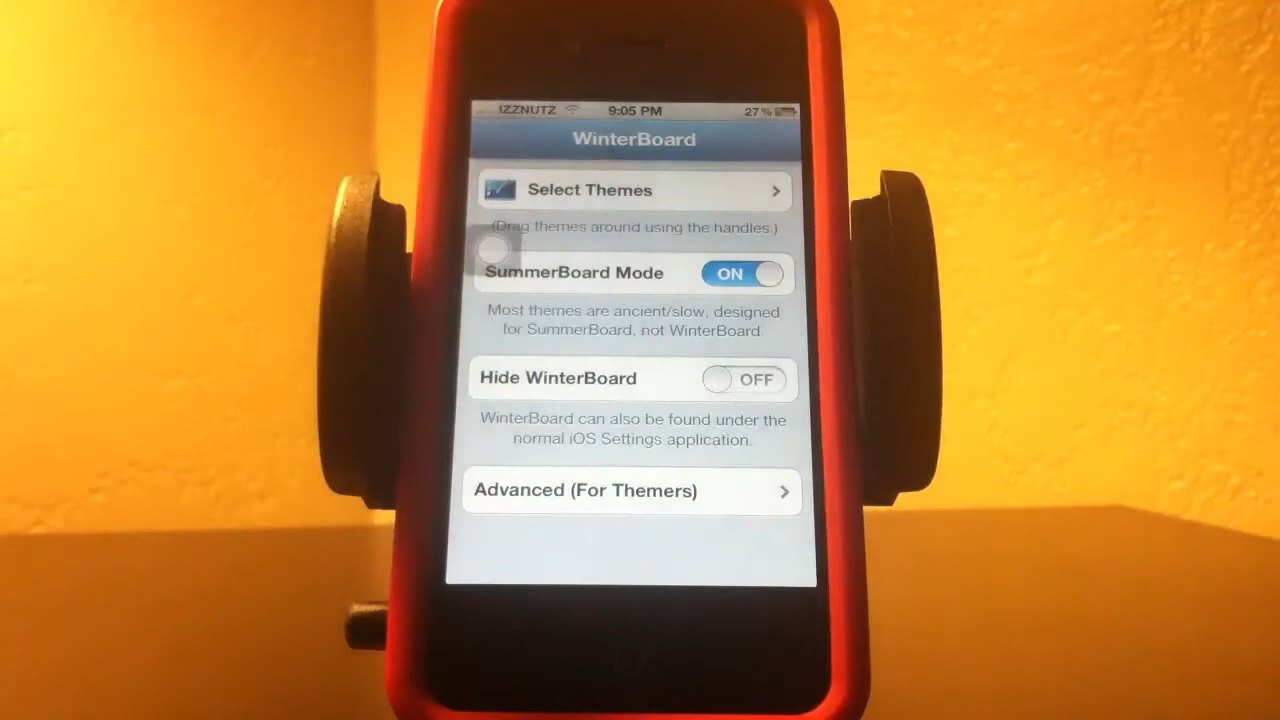 IZZNUTZ 9:05 PM 27%
WinterBoard
Select Themes
(Drag themes around using the handles.)
SummerBoard Mode ON
Most themes are ancient/slow, designed
for SummerBoard, not WinterBoard.
Hide WinterBoard OFF
WinterBoard can also be found under the
normal iOS Settings application.
Advanced (For Themers)